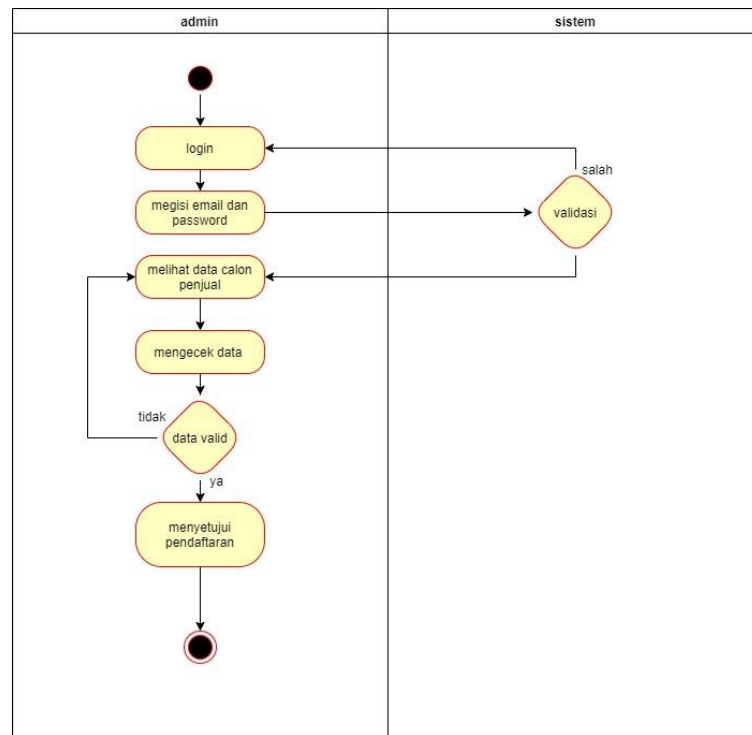 admin
sistem
login
salah
megisi email dan
password
validasi
melihat data calon
penjual
mengecek data
tidak
data valid
ya
menyetujui
pendaftaran